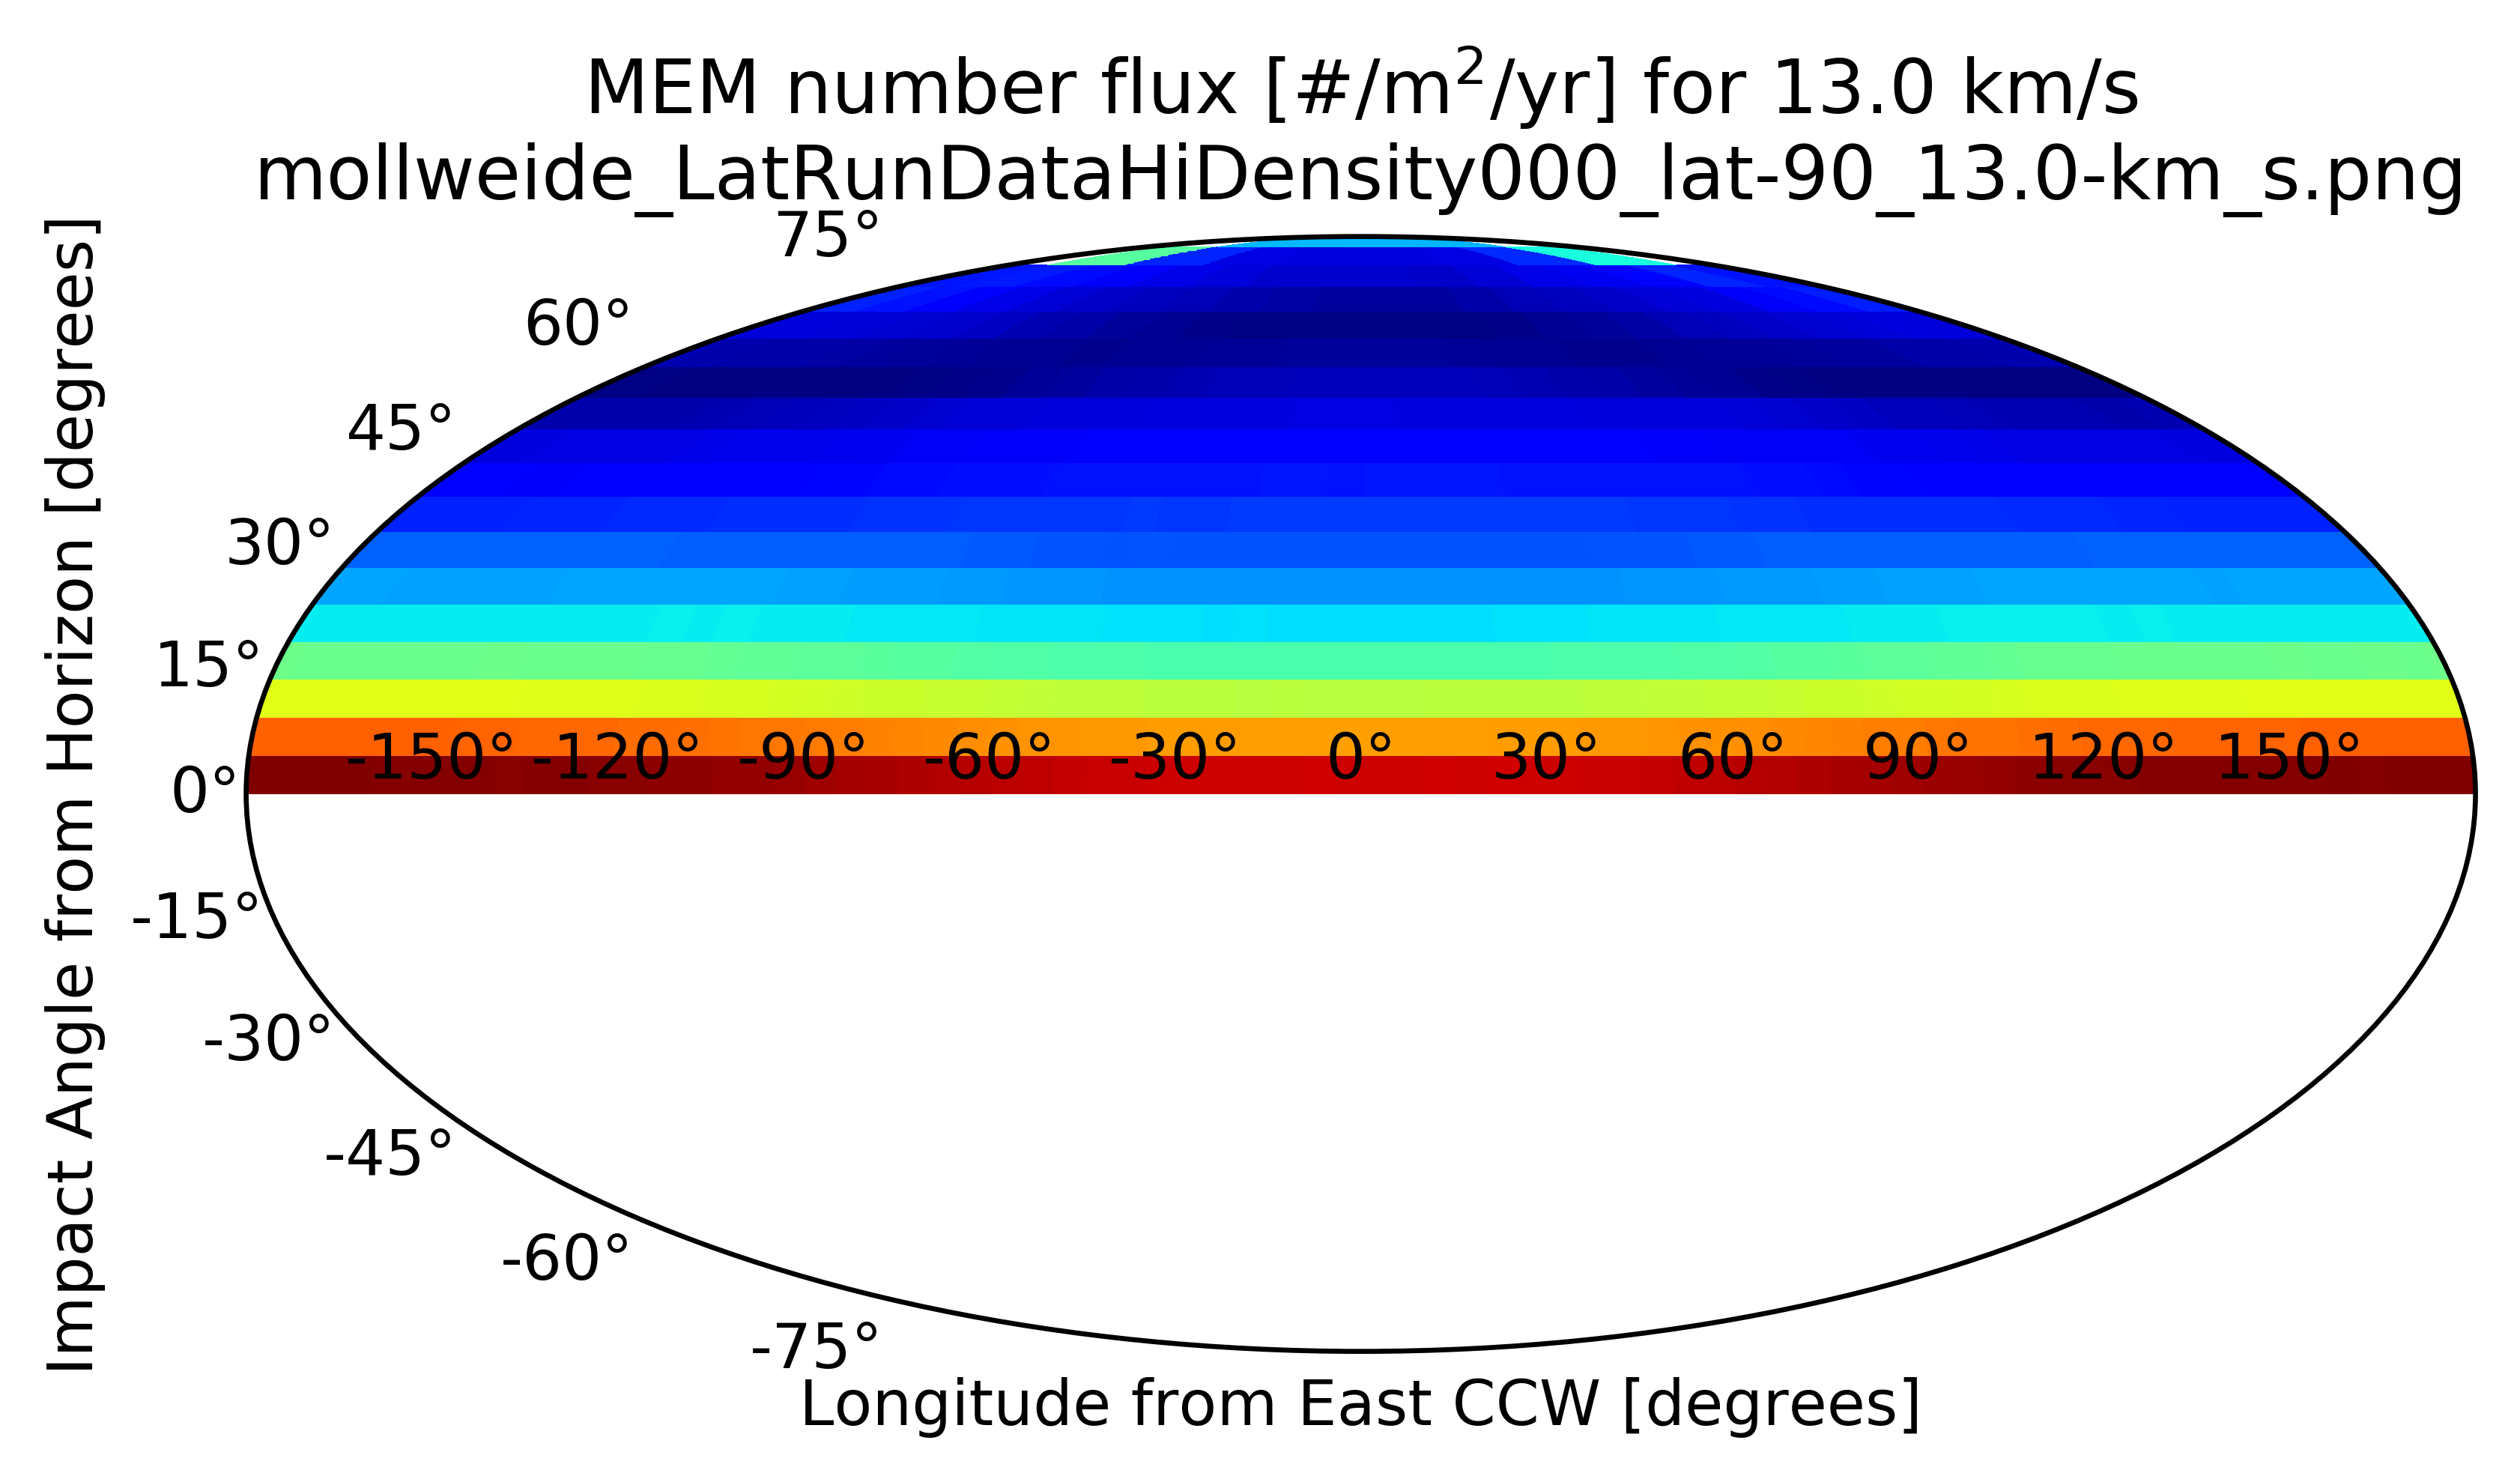 MEM number flux [#/m²/yr] for 13.0 km/s
mollweide_LatRunDataHiDensity000_lat-90_13.0-km_s.png
Impact Angle from Horizon [degrees]
75°
60°
45°
30°
15°
0°
-15°
-30°
-45°
-60°
-75°
-150° -120° -90° -60° -30° 0° 30° 60° 90° 120° 150°
Longitude from East CCW [degrees]